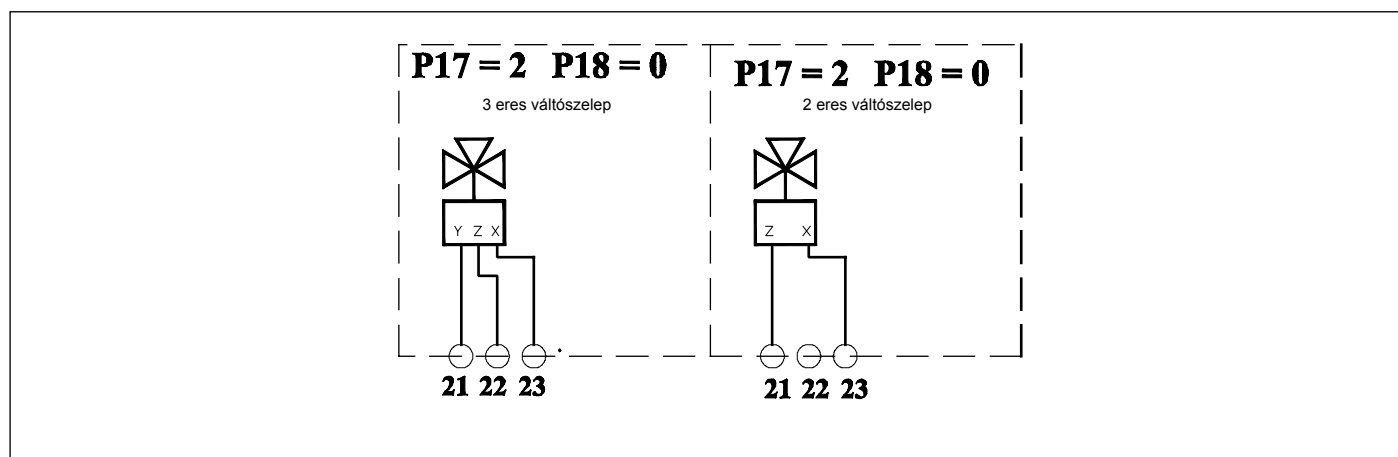 P17 = 2 P18 = 0
3 eres váltószelep
Y Z X
21 22 23
P17 = 2 P18 = 0
2 eres váltószelep
Z X
21 22 23